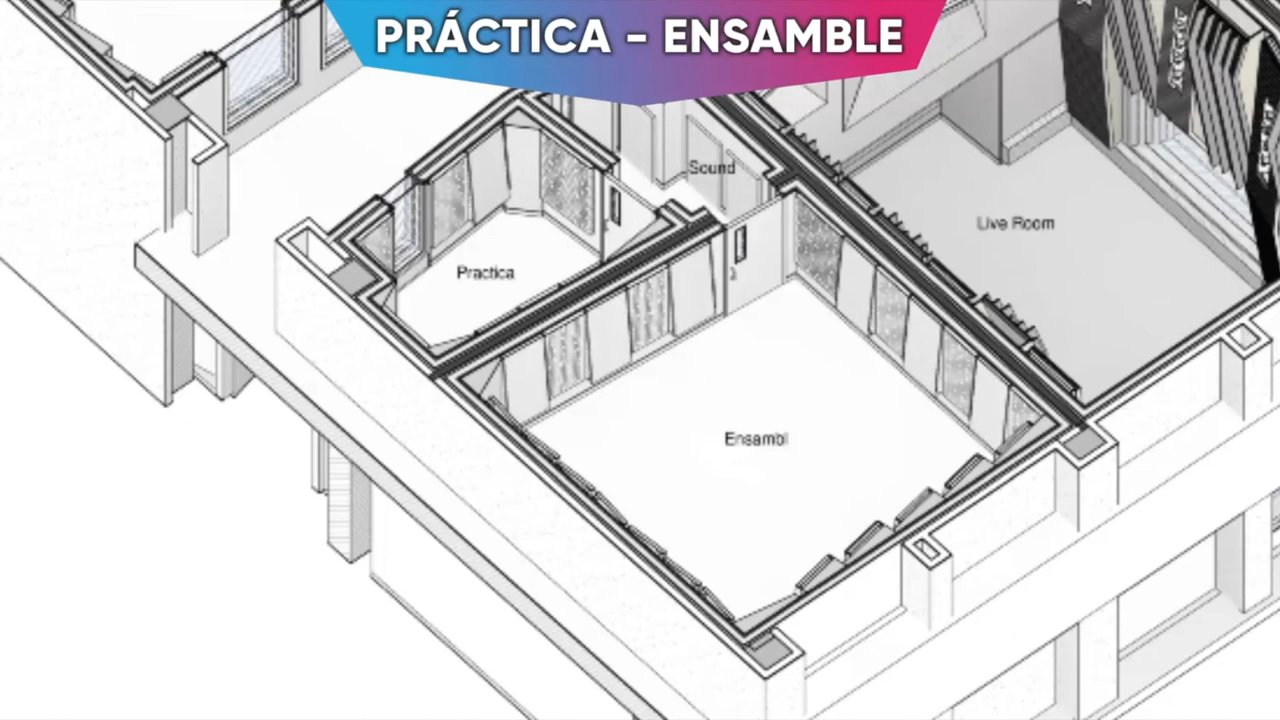 PRÁCTICA – ENSAMBLE
Sound
Live Room
Practica
Ensambl